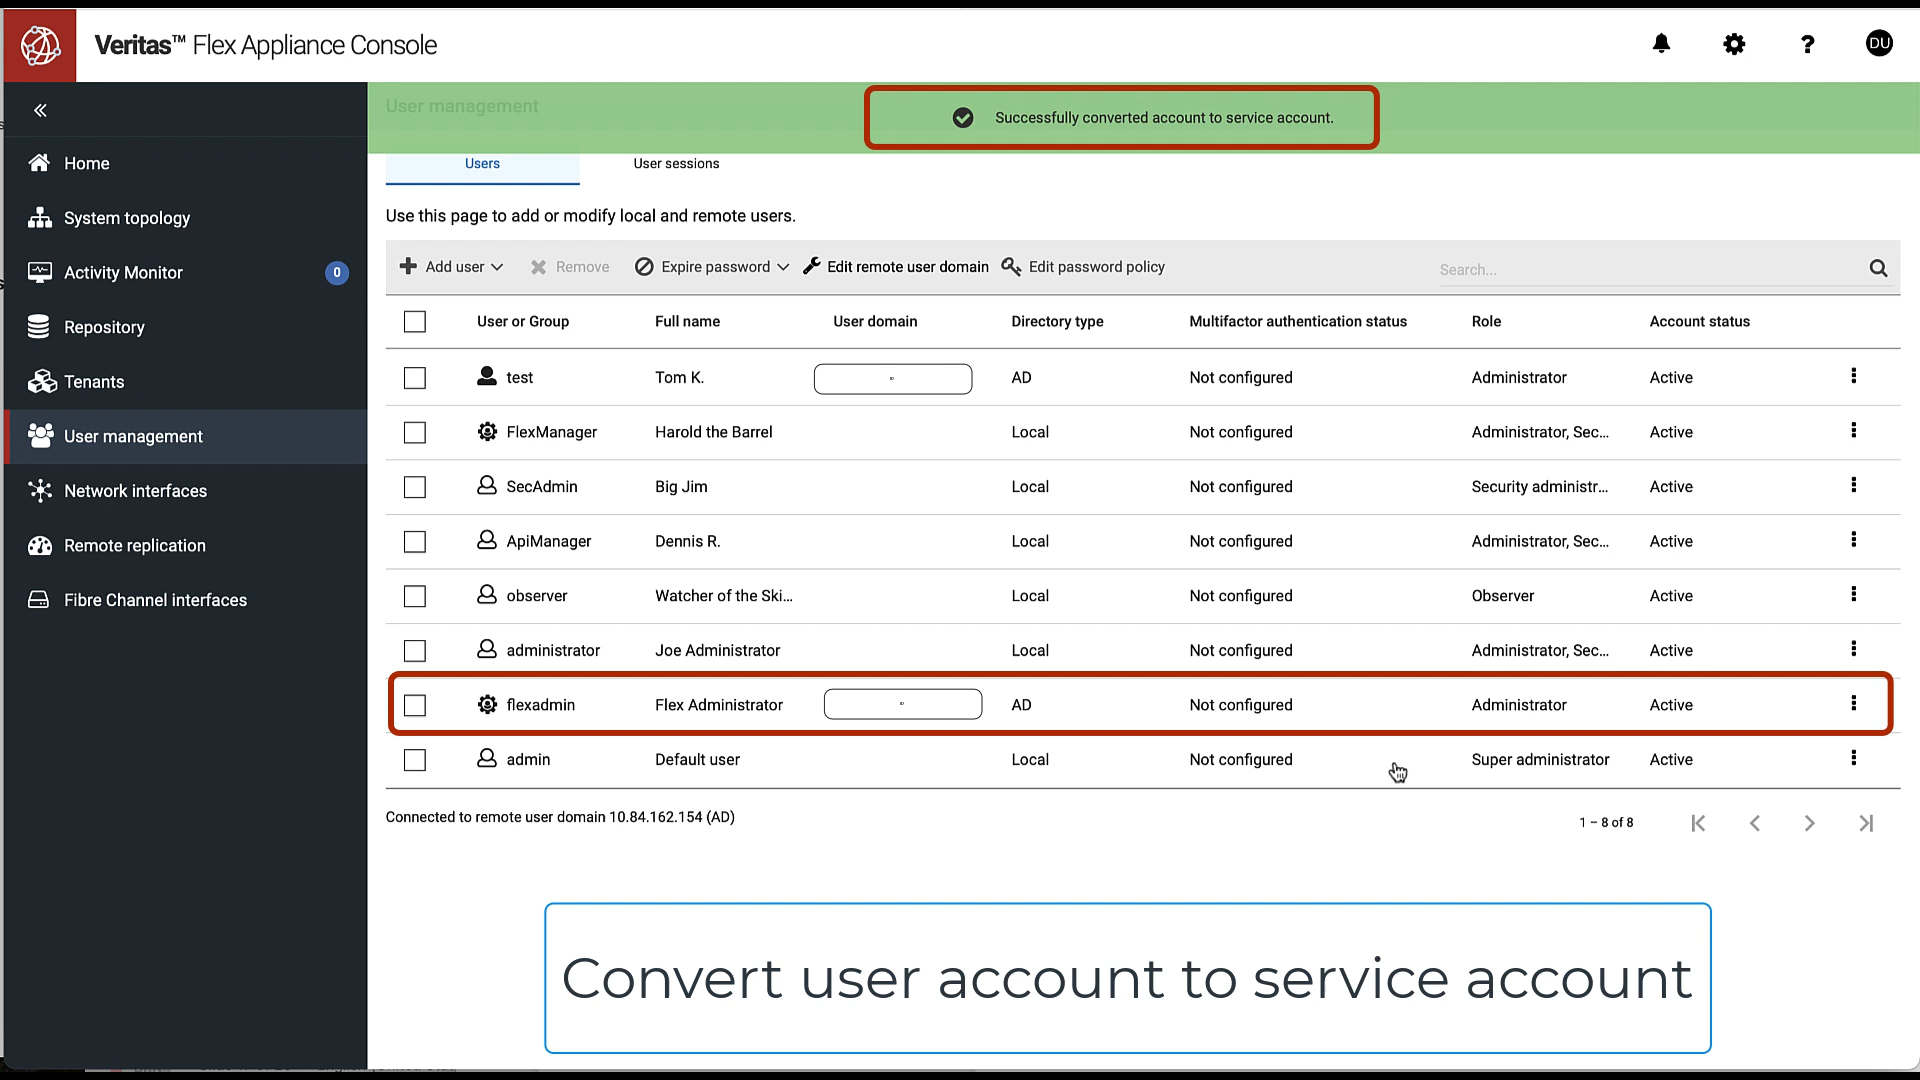 Veritas™ Flex Appliance Console
DU
User management
Successfully converted account to service account.
Home
System topology
Activity Monitor 0
Repository
Tenants
User management
Network interfaces
Remote replication
Fibre Channel interfaces
Users User sessions
Use this page to add or modify local and remote users.
Add user Remove Expire password Edit remote user domain Edit password policy Search...
User or Group Full name User domain Directory type Multifactor authentication status Role Account status
test Tom K. AD Not configured Administrator Active
FlexManager Harold the Barrel Local Not configured Administrator, Sec... Active
SecAdmin Big Jim Local Not configured Security administr... Active
ApiManager Dennis R. Local Not configured Administrator, Sec... Active
observer Watcher of the Ski... Local Not configured Observer Active
administrator Joe Administrator Local Not configured Administrator, Sec... Active
flexadmin Flex Administrator AD Not configured Administrator Active
admin Default user Local Not configured Super administrator Active
Connected to remote user domain 10.84.162.154 (AD) 1 – 8 of 8
Convert user account to service account